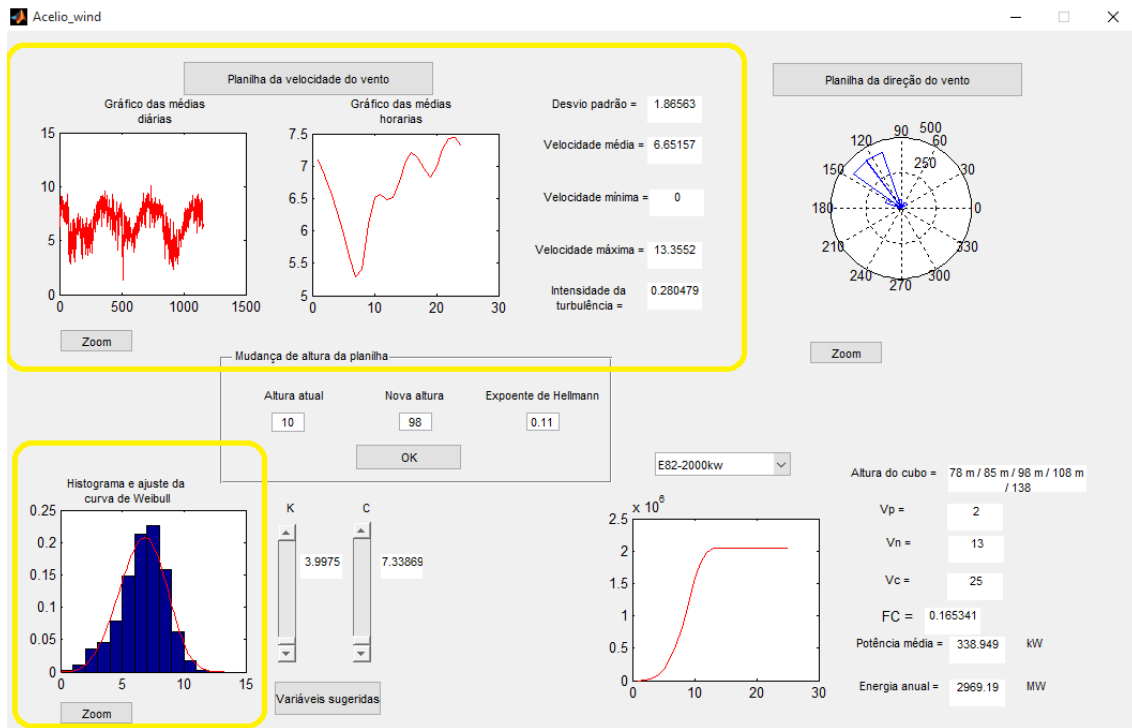 Acelio_wind
Planilha da velocidade do vento
Gráfico das médias
diárias
15
10
5
0
0 500 1000 1500
Zoom
Gráfico das médias
horarias
7.5
7
6.5
6
5.5
5
0 10 20 30
Desvio padrão = 1.86563
Velocidade média = 6.65157
Velocidade mínima = 0
Velocidade máxima = 13.3552
Intensidade da
turbulência = 0.280479
Planilha da direção do vento
90 500
120 60
250
150 30
180 0
210 330
240 300
270
Zoom
Mudança de altura da planilha
Altura atual Nova altura Expoente de Hellmann
10 98 0.11
OK
Histograma e ajuste da
curva de Weibull
0.25
0.2
0.15
0.1
0.05
0
0 5 10 15
Zoom
K C
3.9975 7.33869
Variáveis sugeridas
E82-2000kw
x 10^6
2.5
2
1.5
1
0.5
0
0 10 20 30
Altura do cubo = 78 m / 85 m / 98 m / 108 m
/ 138
Vp = 2
Vn = 13
Vc = 25
FC = 0.165341
Potência média = 338.949 kW
Energia anual = 2969.19 MW